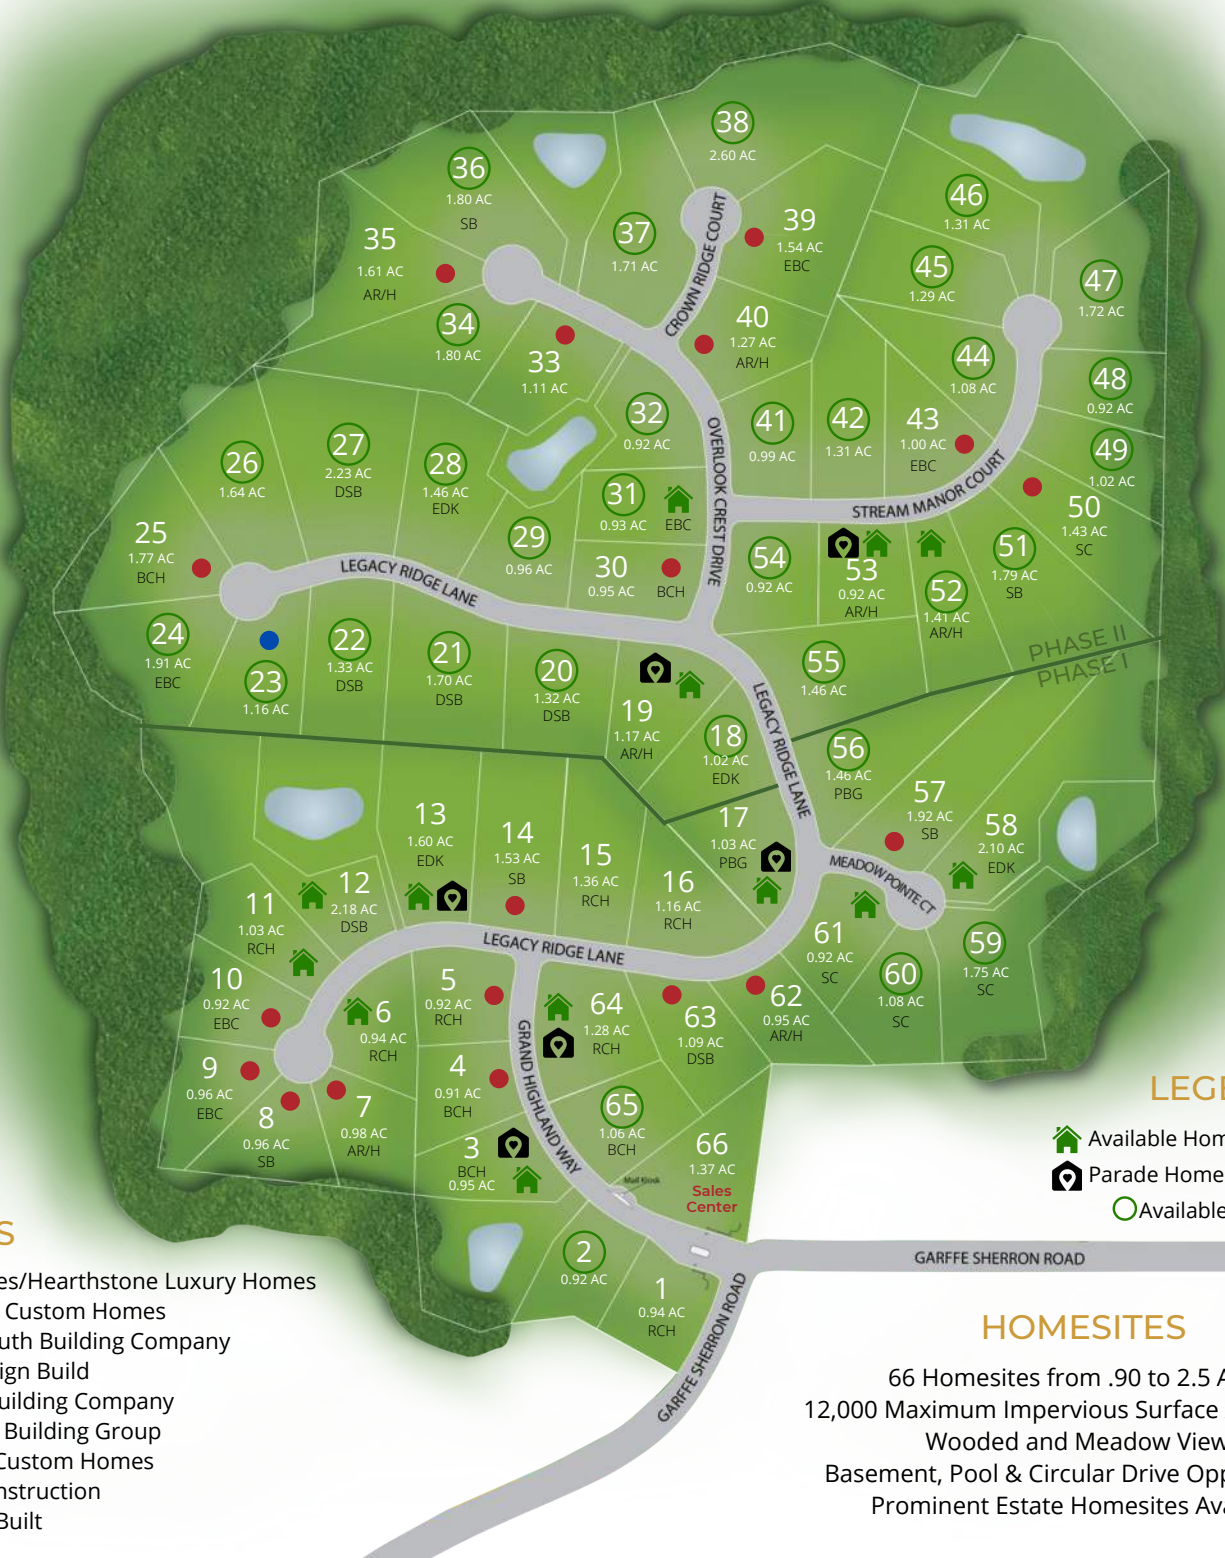 38
2.60 AC
36
1.80 AC
SB
46
1.31 AC
37
1.71 AC
39
1.54 AC
EBC
35
1.61 AC
AR/H
CROWN RIDGE COURT
45
1.29 AC
47
1.72 AC
34
1.80 AC
40
1.27 AC
AR/H
33
1.11 AC
44
1.08 AC
48
0.92 AC
32
0.92 AC
41
0.99 AC
42
1.31 AC
43
1.00 AC
EBC
49
1.02 AC
OVERLOOK CREST DRIVE
STREAM MANOR COURT
26
1.64 AC
27
2.23 AC
DSB
28
1.46 AC
EDK
31
0.93 AC
EBC
50
1.43 AC
SC
25
1.77 AC
BCH
29
0.96 AC
30
0.95 AC
BCH
54
0.92 AC
53
0.92 AC
AR/H
52
1.41 AC
AR/H
51
1.79 AC
SB
LEGACY RIDGE LANE
24
1.91 AC
EBC
23
1.16 AC
22
1.33 AC
DSB
21
1.70 AC
DSB
20
1.32 AC
DSB
55
1.46 AC
PHASE II
PHASE I
19
1.17 AC
AR/H
18
1.02 AC
EDK
LEGACY RIDGE LANE
56
1.46 AC
PBG
57
1.92 AC
SB
58
2.10 AC
EDK
13
1.60 AC
EDK
14
1.53 AC
SB
15
1.36 AC
RCH
16
1.16 AC
RCH
17
1.03 AC
PBG
MEADOW POINTE CT
12
2.18 AC
DSB
11
1.03 AC
RCH
LEGACY RIDGE LANE
61
0.92 AC
SC
60
1.08 AC
SC
59
1.75 AC
SC
10
0.92 AC
EBC
6
0.94 AC
RCH
5
0.92 AC
RCH
64
1.28 AC
RCH
63
1.09 AC
DSB
62
0.95 AC
AR/H
GRAND HIGHLAND WAY
9
0.96 AC
EBC
8
0.96 AC
SB
7
0.98 AC
AR/H
4
0.91 AC
BCH
3
BCH
0.95 AC
65
1.06 AC
BCH
66
1.37 AC
Sales
Center
Mail Kiosk
2
0.92 AC
1
0.94 AC
RCH
GARFFE SHERRON ROAD
GARFFE SHERRON ROAD
LEGE
Available Hom
Parade Home
Available
S
es/Hearthstone Luxury Homes
Custom Homes
uth Building Company
ign Build
uilding Company
Building Group
Custom Homes
nstruction
Built
HOMESITES
66 Homesites from .90 to 2.5 A
12,000 Maximum Impervious Surface
Wooded and Meadow View
Basement, Pool & Circular Drive Opp
Prominent Estate Homesites Ava